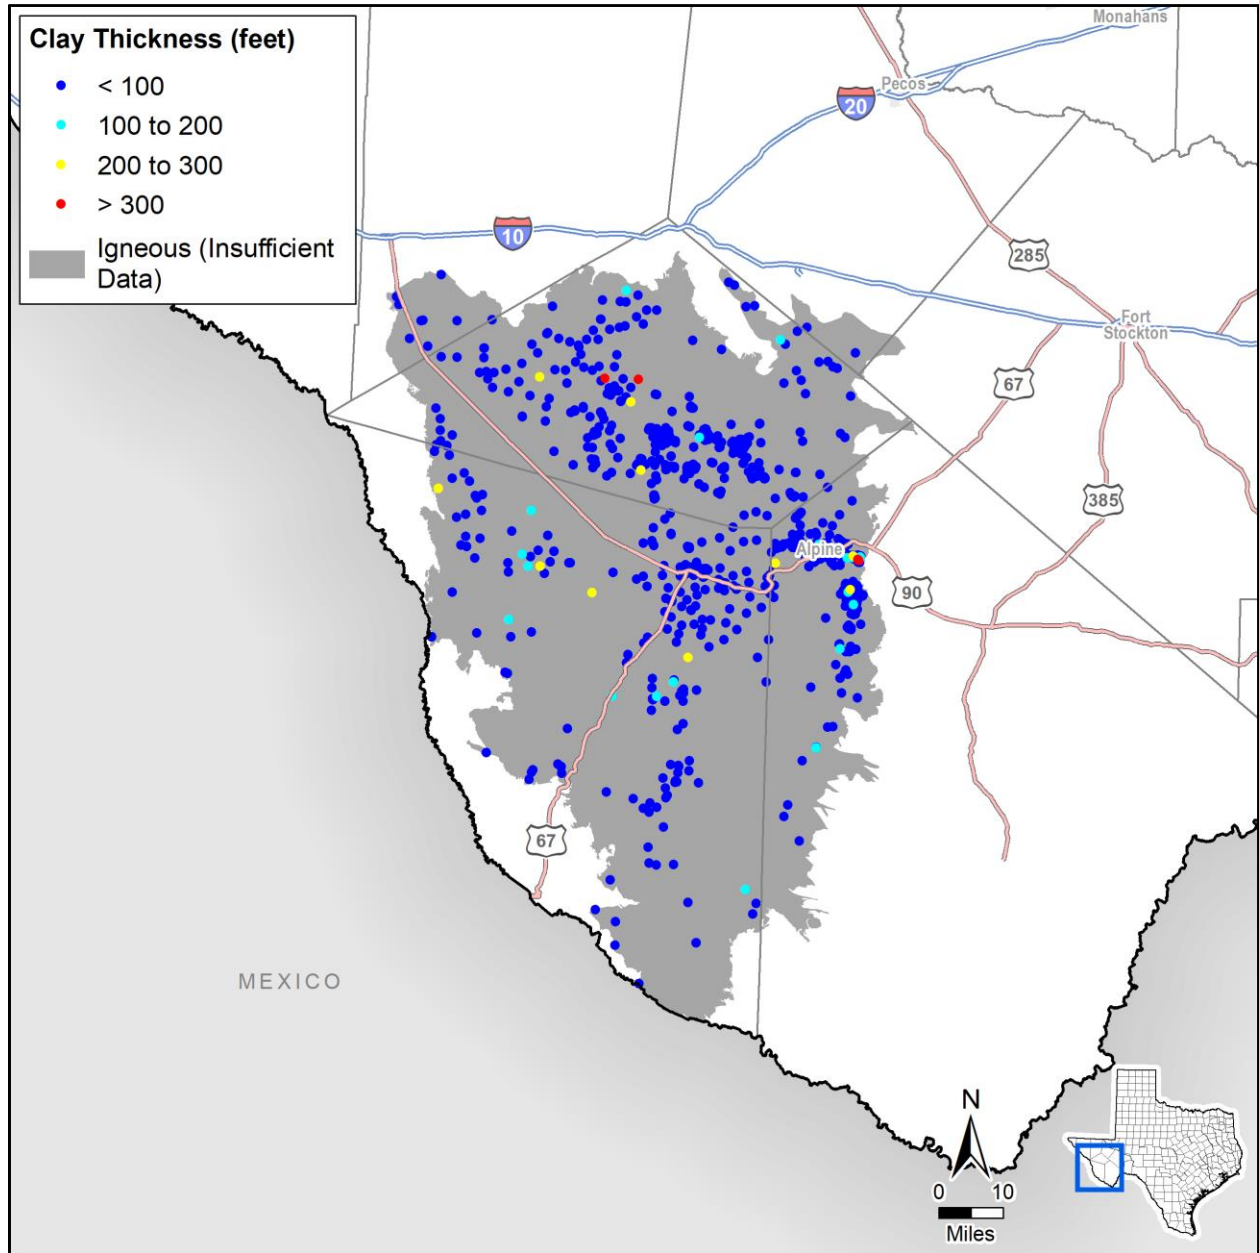 Clay Thickness (feet)
< 100
100 to 200
200 to 300
> 300
Igneous (Insufficient
Data)
Monahans
Pecos
20
10
285
Fort
Stockton
67
385
Alpine
90
67
MEXICO
N
0 10
Miles